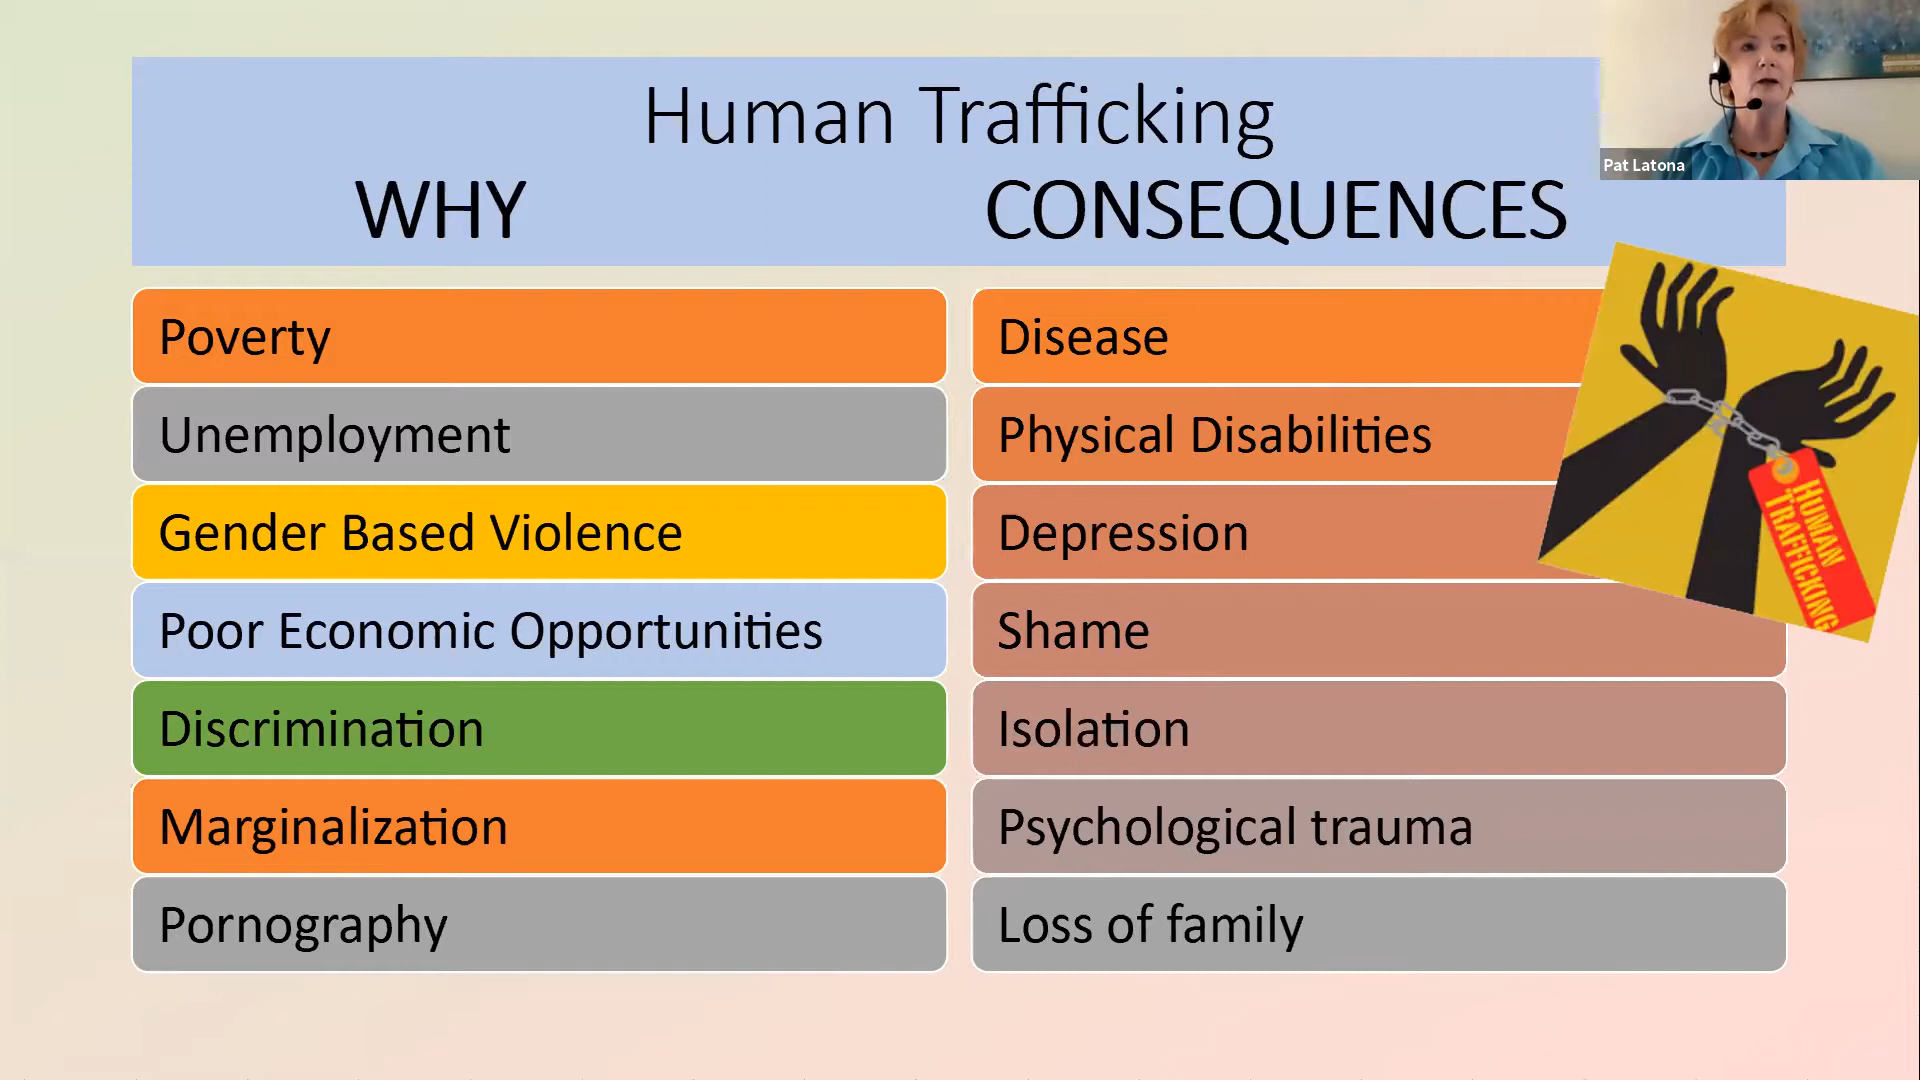 Human Trafficking
WHY CONSEQUENCES
Pat Latona
Poverty
Unemployment
Gender Based Violence
Poor Economic Opportunities
Discrimination
Marginalization
Pornography
Disease
Physical Disabilities
Depression
Shame
Isolation
Psychological trauma
Loss of family
HUMAN
TRAFFICKING